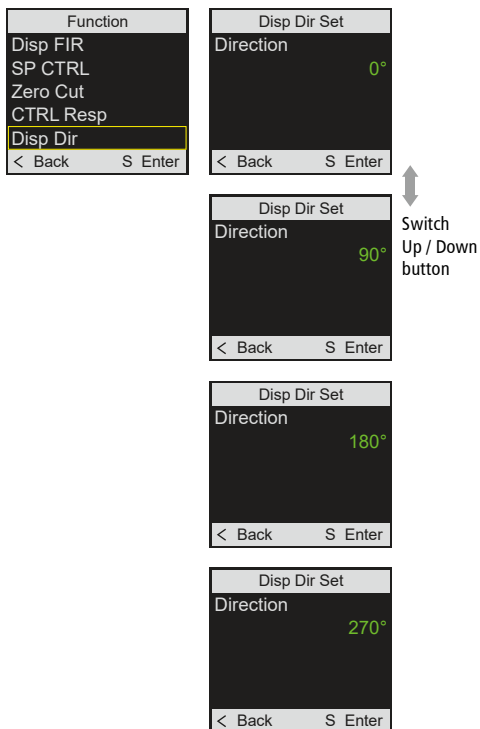 Function
Disp FIR
SP CTRL
Zero Cut
CTRL Resp
Disp Dir
< Back S Enter
Disp Dir Set
Direction
0°
< Back S Enter
Switch
Up / Down
button
Disp Dir Set
Direction
90°
< Back S Enter
Disp Dir Set
Direction
180°
< Back S Enter
Disp Dir Set
Direction
270°
< Back S Enter